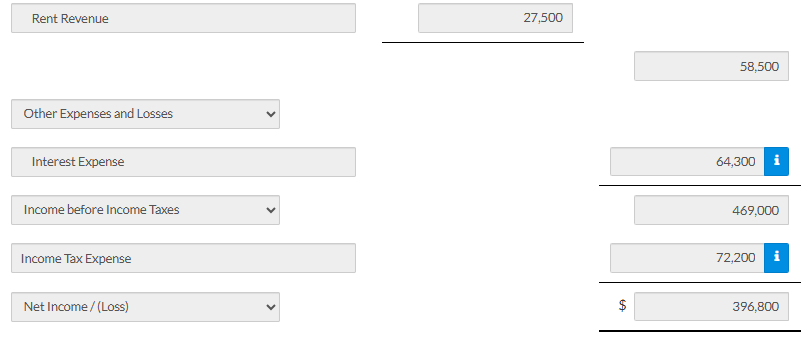 Rent Revenue 27,500
58,500
Other Expenses and Losses
Interest Expense 64,300 i
Income before Income Taxes 469,000
Income Tax Expense 72,200 i
Net Income / (Loss) $ 396,800